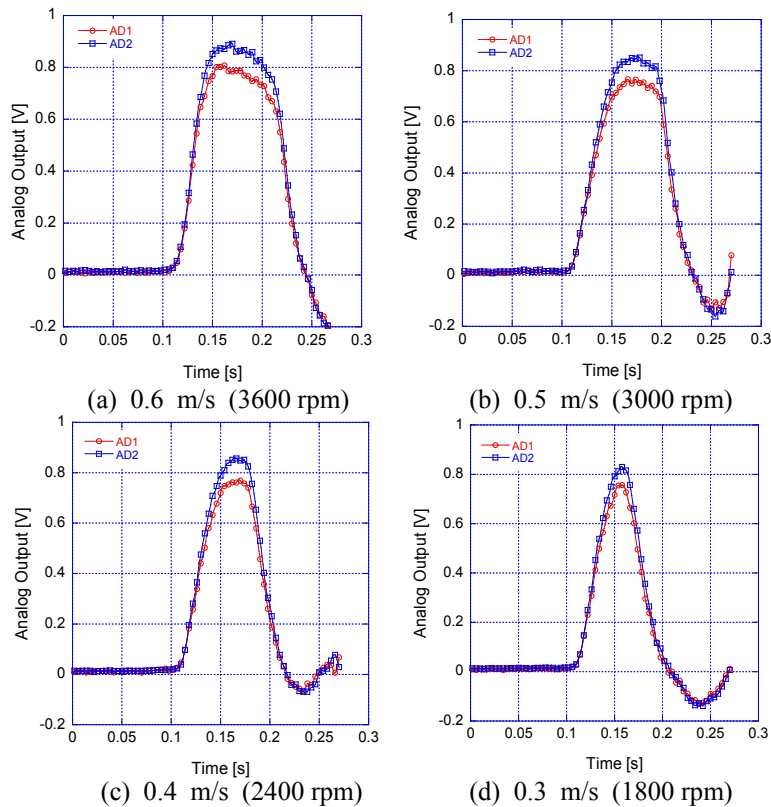 1
AD1
AD2
0.8
0.6
0.4
0.2
0
-0.2
Analog Output [V]
0 0.05 0.1 0.15 0.2 0.25 0.3
Time [s]
(a) 0.6 m/s (3600 rpm)
1
AD1
AD2
0.8
0.6
0.4
0.2
0
-0.2
Analog Output [V]
0 0.05 0.1 0.15 0.2 0.25 0.3
Time [s]
(b) 0.5 m/s (3000 rpm)
1
AD1
AD2
0.8
0.6
0.4
0.2
0
-0.2
Analog Output [V]
0 0.05 0.1 0.15 0.2 0.25 0.3
Time [s]
(c) 0.4 m/s (2400 rpm)
1
AD1
AD2
0.8
0.6
0.4
0.2
0
-0.2
Analog Output [V]
0 0.05 0.1 0.15 0.2 0.25 0.3
Time [s]
(d) 0.3 m/s (1800 rpm)